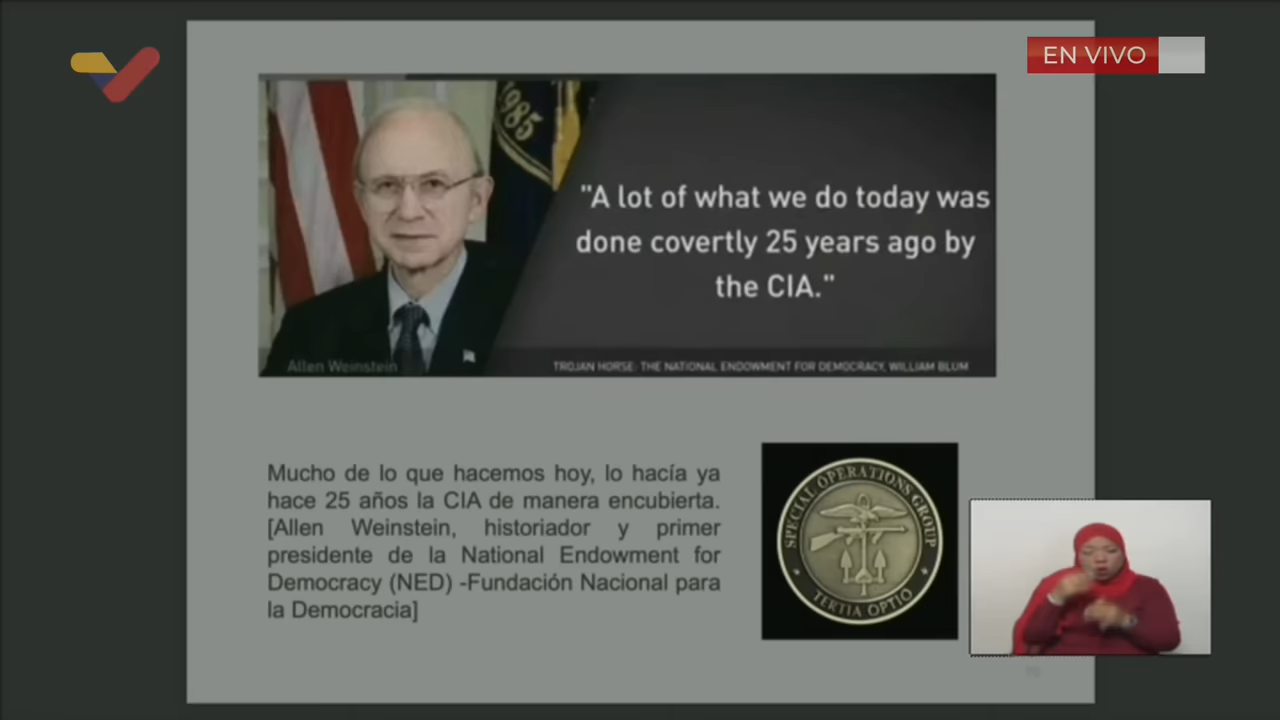 EN VIVO
1985
"A lot of what we do today was
done covertly 25 years ago by
the CIA."
Allen Weinstein
TROJAN HORSE: THE NATIONAL ENDOWMENT FOR DEMOCRACY, WILLIAM BLUM
Mucho de lo que hacemos hoy, lo hacía ya
hace 25 años la CIA de manera encubierta.
[Allen Weinstein, historiador y primer
presidente de la National Endowment for
Democracy (NED) -Fundación Nacional para
la Democracia]
SPECIAL OPERATIONS GROUP
TERTIA OPTIO